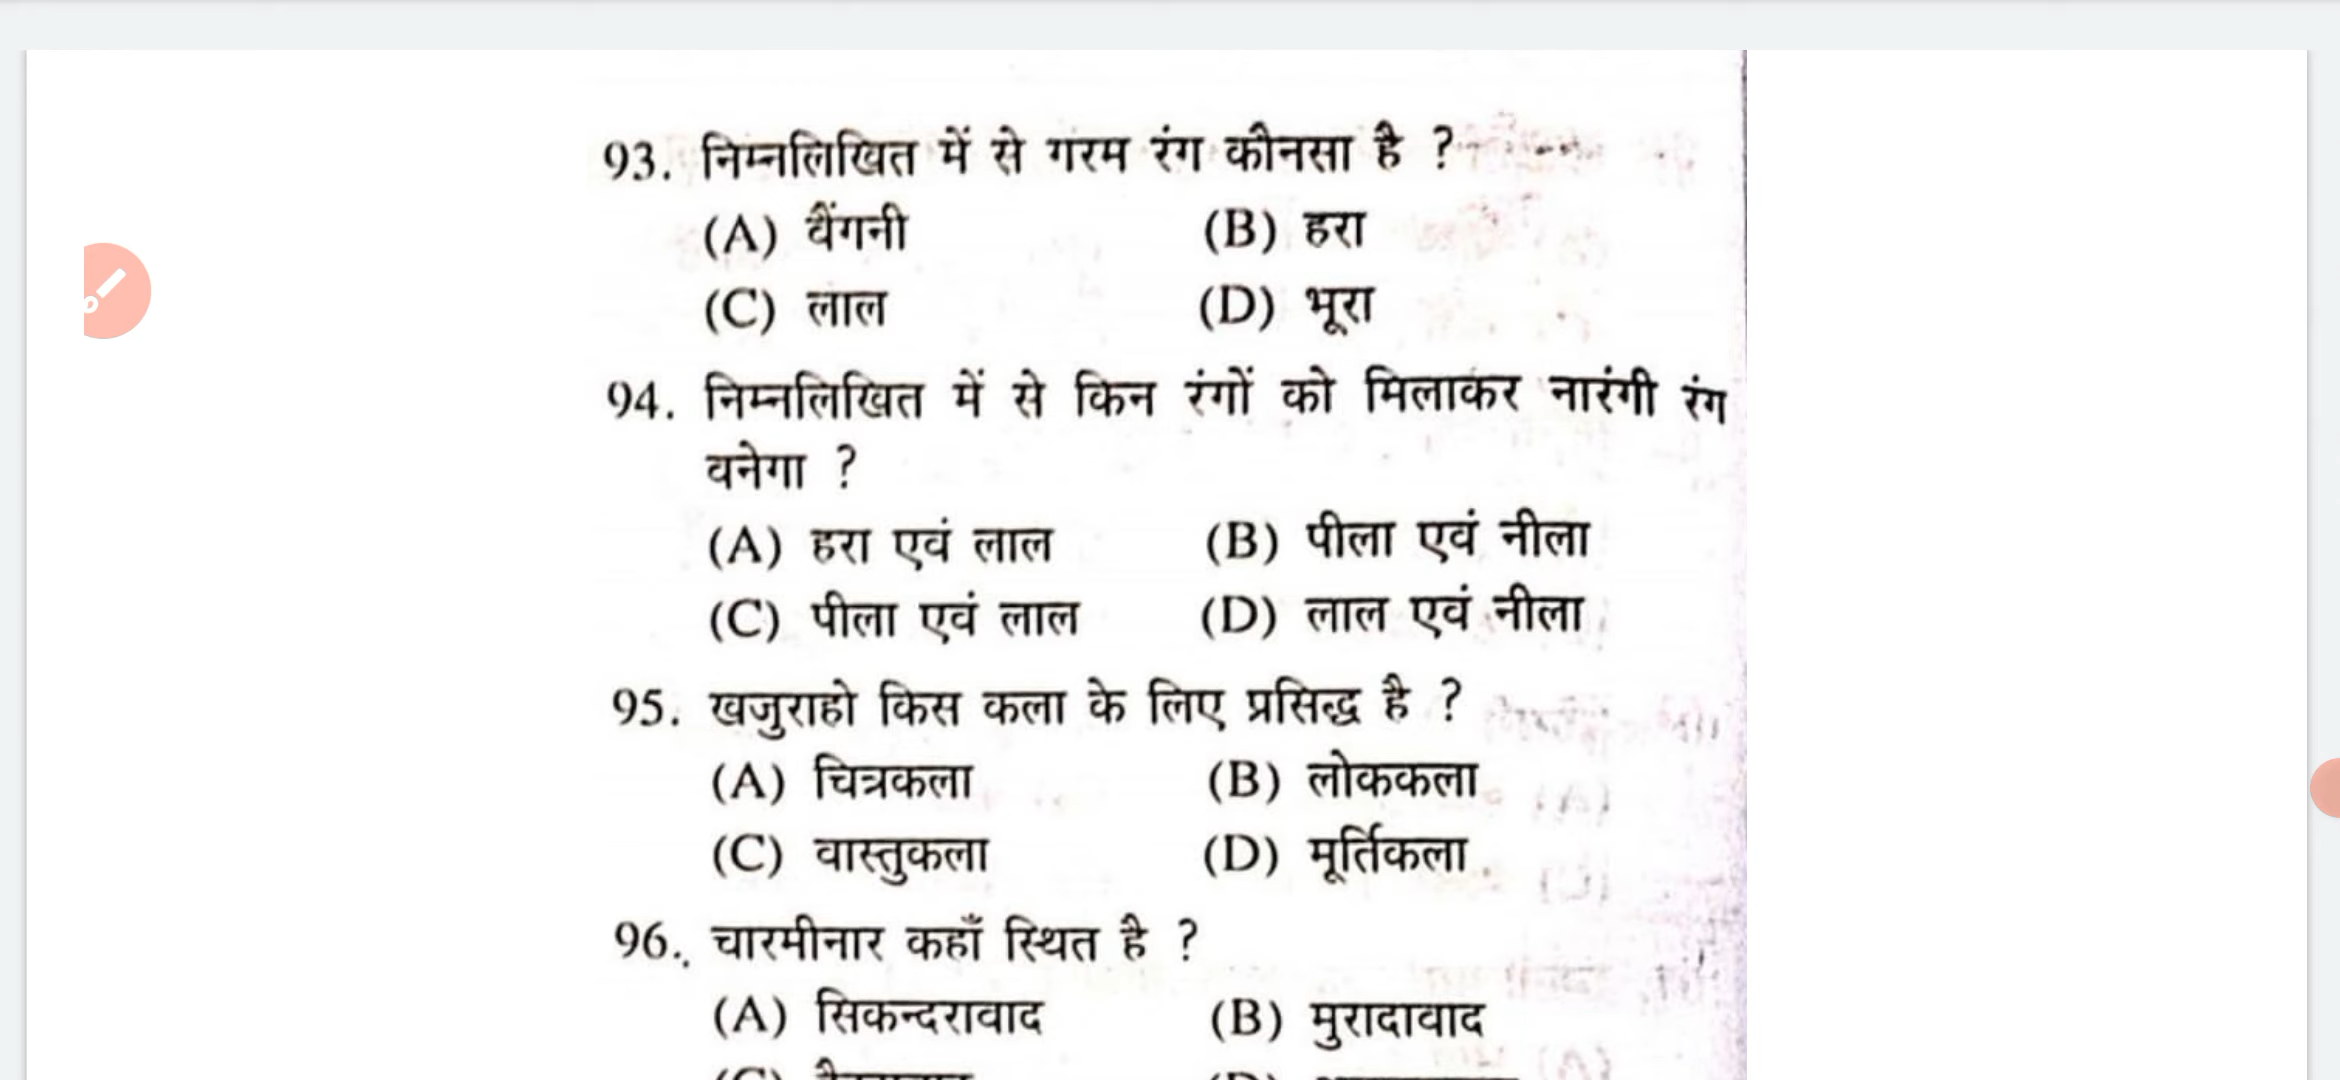 93. निम्नलिखित में से गरम रंग कौनसा है ?
(A) वैंगनी (B) हरा
(C) लाल (D) भूरा
94. निम्नलिखित में से किन रंगों को मिलाकर नारंगी रंग
वनेगा ?
(A) हरा एवं लाल (B) पीला एवं नीला
(C) पीला एवं लाल (D) लाल एवं नीला
95. खजुराहो किस कला के लिए प्रसिद्ध है ?
(A) चित्रकला (B) लोककला
(C) वास्तुकला (D) मूर्तिकला
96. चारमीनार कहाँ स्थित है ?
(A) सिकन्दरावाद (B) मुरादावाद
(C) (D)